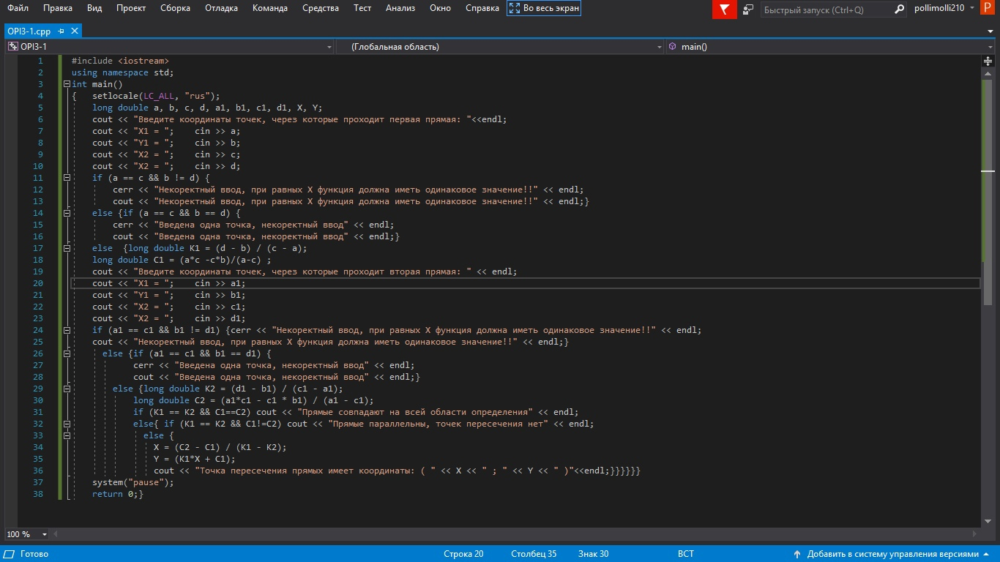 Файл Правка Вид Проект Сборка Отладка Команда Средства Тест Анализ Окно Справка Во весь экран Быстрый запуск (Ctrl+Q) pollimolli210 P
OPI3-1.cpp
OPI3-1 (Глобальная область) main()
1 #include <iostream>
2 using namespace std;
3 int main()
4 { setlocale(LC_ALL, "rus");
5 long double a, b, c, d, a1, b1, c1, d1, X, Y;
6 cout << "Введите координаты точек, через которые проходит первая прямая: "<<endl;
7 cout << "X1 = "; cin >> a;
8 cout << "Y1 = "; cin >> b;
9 cout << "X2 = "; cin >> c;
10 cout << "X2 = "; cin >> d;
11 if (a == c && b != d) {
12 cerr << "Некоректный ввод, при равных X функция должна иметь одинаковое значение!!" << endl;
13 cout << "Некоректный ввод, при равных X функция должна иметь одинаковое значение!!" << endl;}
14 else {if (a == c && b == d) {
15 cerr << "Введена одна точка, некоректный ввод" << endl;
16 cout << "Введена одна точка, некоректный ввод" << endl;}
17 else {long double K1 = (d - b) / (c - a);
18 long double C1 = (a*c -c*b)/(a-c) ;
19 cout << "Введите координаты точек, через которые проходит вторая прямая: " << endl;
20 cout << "X1 = "; cin >> a1;
21 cout << "Y1 = "; cin >> b1;
22 cout << "X2 = "; cin >> c1;
23 cout << "X2 = "; cin >> d1;
24 if (a1 == c1 && b1 != d1) {cerr << "Некоректный ввод, при равных X функция должна иметь одинаковое значение!!" << endl;
25 cout << "Некоректный ввод, при равных X функция должна иметь одинаковое значение!!" << endl;}
26 else {if (a1 == c1 && b1 == d1) {
27 cerr << "Введена одна точка, некоректный ввод" << endl;
28 cout << "Введена одна точка, некоректный ввод" << endl;}
29 else {long double K2 = (d1 - b1) / (c1 - a1);
30 long double C2 = (a1*c1 - c1 * b1) / (a1 - c1);
31 if (K1 == K2 && C1==C2) cout << "Прямые совпадают на всей области определения" << endl;
32 else{ if (K1 == K2 && C1!=C2) cout << "Прямые параллельны, точек пересечения нет" << endl;
33 else {
34 X = (C2 - C1) / (K1 - K2);
35 Y = (K1*X + C1);
36 cout << "Точка пересечения прямых имеет координаты: ( " << X << " ; " << Y << " )"<<endl;}}}}}}
37 system("pause");
38 return 0;}
100 %
Готово Строка 20 Столбец 35 Знак 30 ВСТ Добавить в систему управления версиями